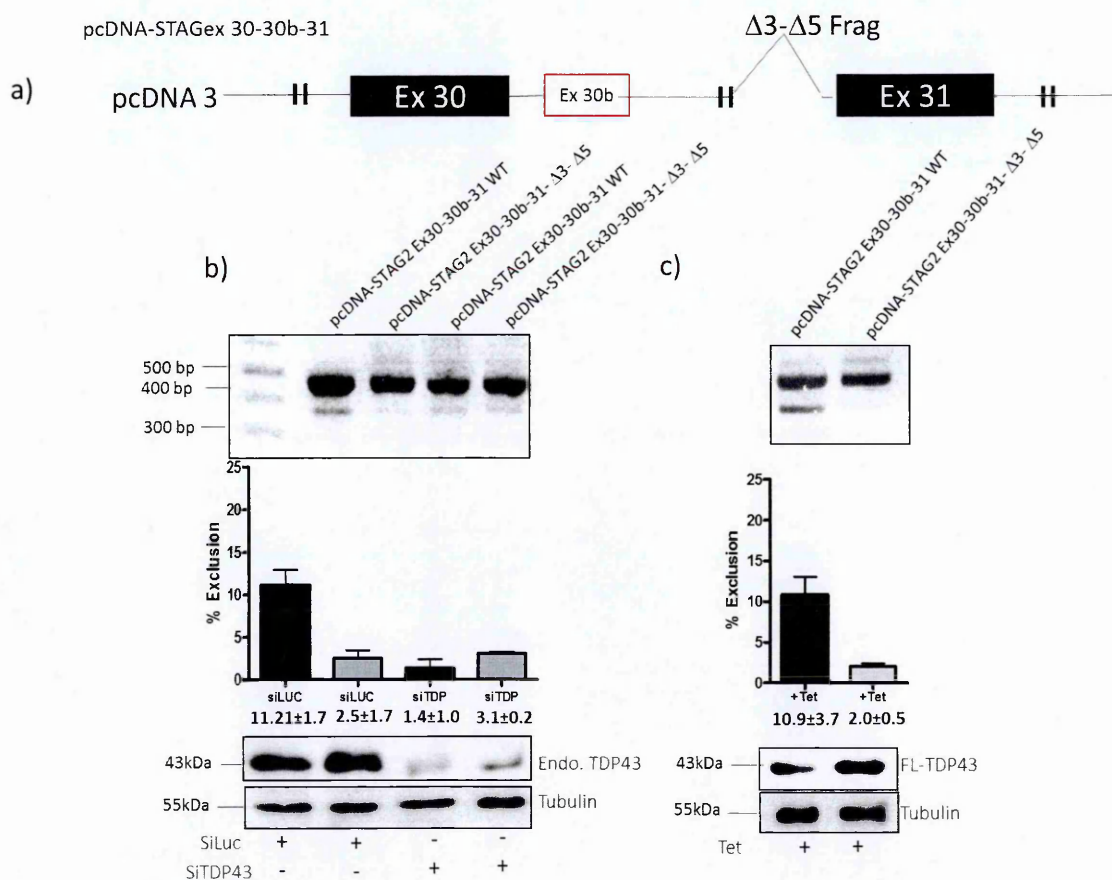 pcDNA-STAGex 30-30b-31
Δ3-Δ5 Frag
a)
pcDNA 3
Ex 30
Ex 30b
Ex 31
b)
pcDNA-STAG2 Ex30-30b-31 WT
pcDNA-STAG2 Ex30-30b-31- Δ3- Δ5
pcDNA-STAG2 Ex30-30b-31 WT
pcDNA-STAG2 Ex30-30b-31- Δ3- Δ5
c)
pcDNA-STAG2 Ex30-30b-31 WT
pcDNA-STAG2 Ex30-30b-31- Δ3- Δ5
500 bp
400 bp
300 bp
% Exclusion
25
20
15
10
5
0
siLUC siLUC siTDP siTDP
11.21±1.7 2.5±1.7 1.4±1.0 3.1±0.2
% Exclusion
25
20
15
10
5
0
+Tet +Tet
10.9±3.7 2.0±0.5
43kDa Endo. TDP43
55kDa Tubulin
SiLuc + + - -
SiTDP43 - - + +
43kDa FL-TDP43
55kDa Tubulin
Tet + +